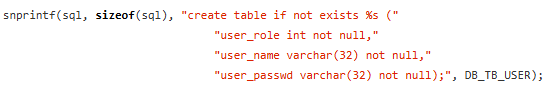 snprintf(sql, sizeof(sql), "create table if not exists %s ("
"user_role int not null,"
"user_name varchar(32) not null,"
"user_passwd varchar(32) not null);", DB_TB_USER);